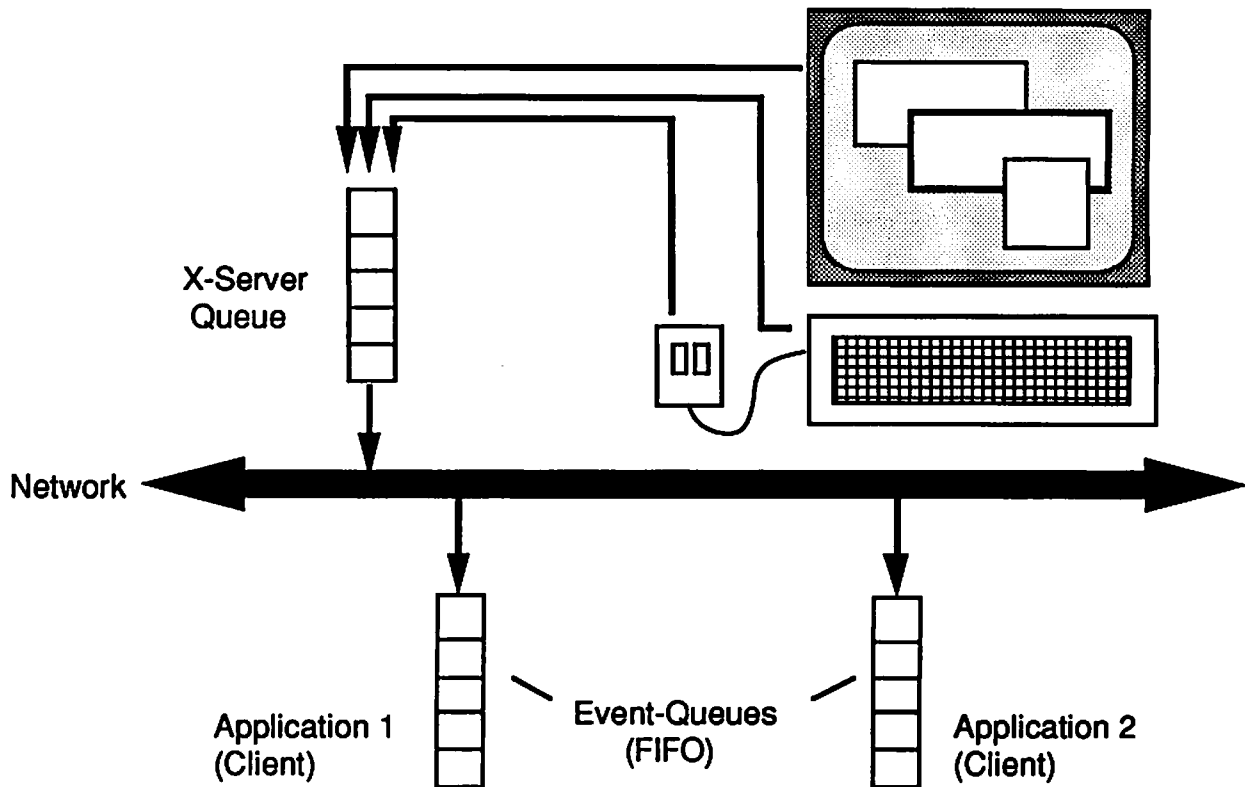 X-Server
Queue
Network
Application 1
(Client)
Event-Queues
(FIFO)
Application 2
(Client)